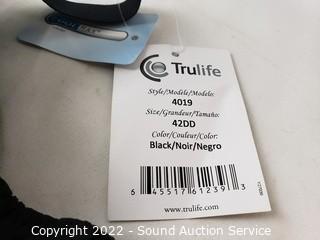 Trulife
Style/Modèle/Modelo:
4019
Size/Grandeur/Tamaño:
42DD
Color/Couleur/Color:
Black/Noir/Negro
6 45517 61239 3
www.trulife.com
Copyright 2022 - Sound Auction Service